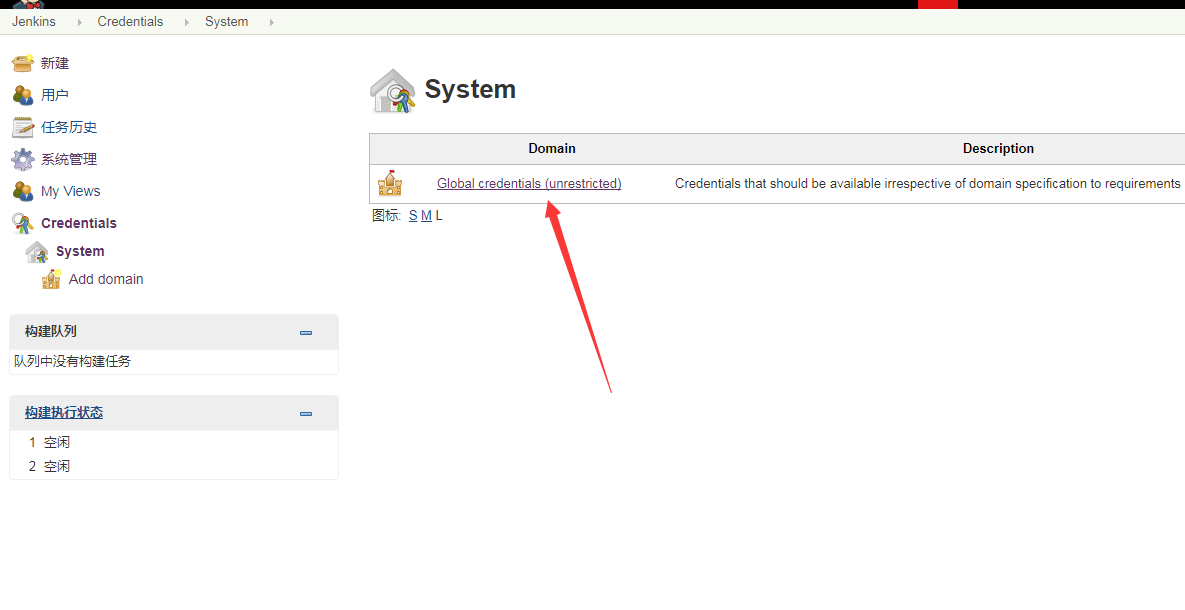 Jenkins Credentials System
新建
用户
任务历史
系统管理
My Views
Credentials
System
Add domain
构建队列
队列中没有构建任务
构建执行状态
1 空闲
2 空闲
System
Domain Description
Global credentials (unrestricted) Credentials that should be available irrespective of domain specification to requirements
图标: S M L